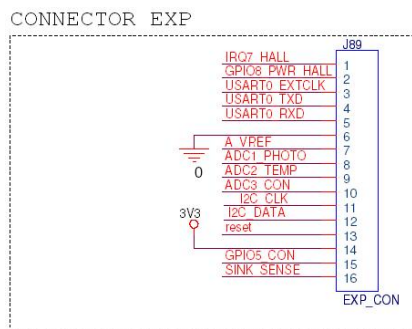 CONNECTOR EXP
J89
IRQ7 HALL 1
GPIO8 PWR HALL 2
USART0 EXTCLK 3
USART0 TXD 4
USART0 RXD 5
6
A VREF 7
ADC1 PHOTO 8
0
ADC2 TEMP 9
ADC3 CON 10
I2C CLK 11
3V3
I2C DATA 12
reset 13
14
GPIO5 CON 15
SINK SENSE 16
EXP_CON